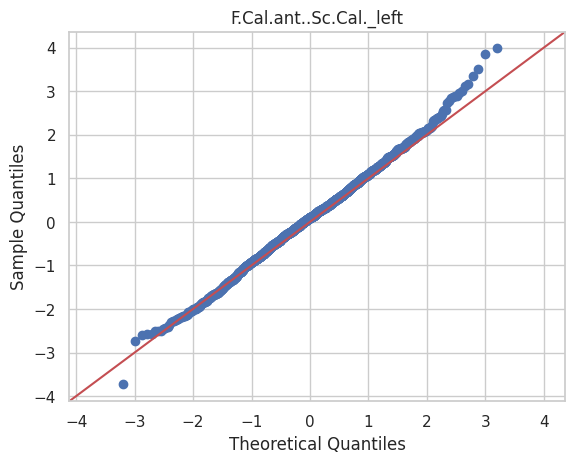 F.Cal.ant..Sc.Cal._left
4
3
2
1
0
−1
−2
−3
−4
Sample Quantiles
−4 −3 −2 −1 0 1 2 3 4
Theoretical Quantiles